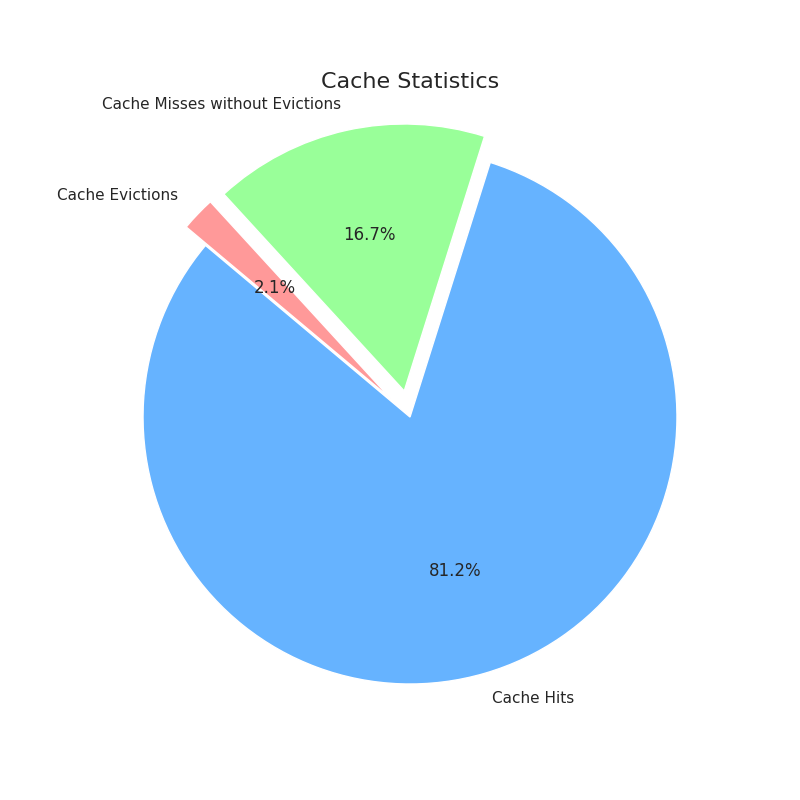 Cache Statistics
Cache Misses without Evictions
Cache Evictions
16.7%
2.1%
81.2%
Cache Hits